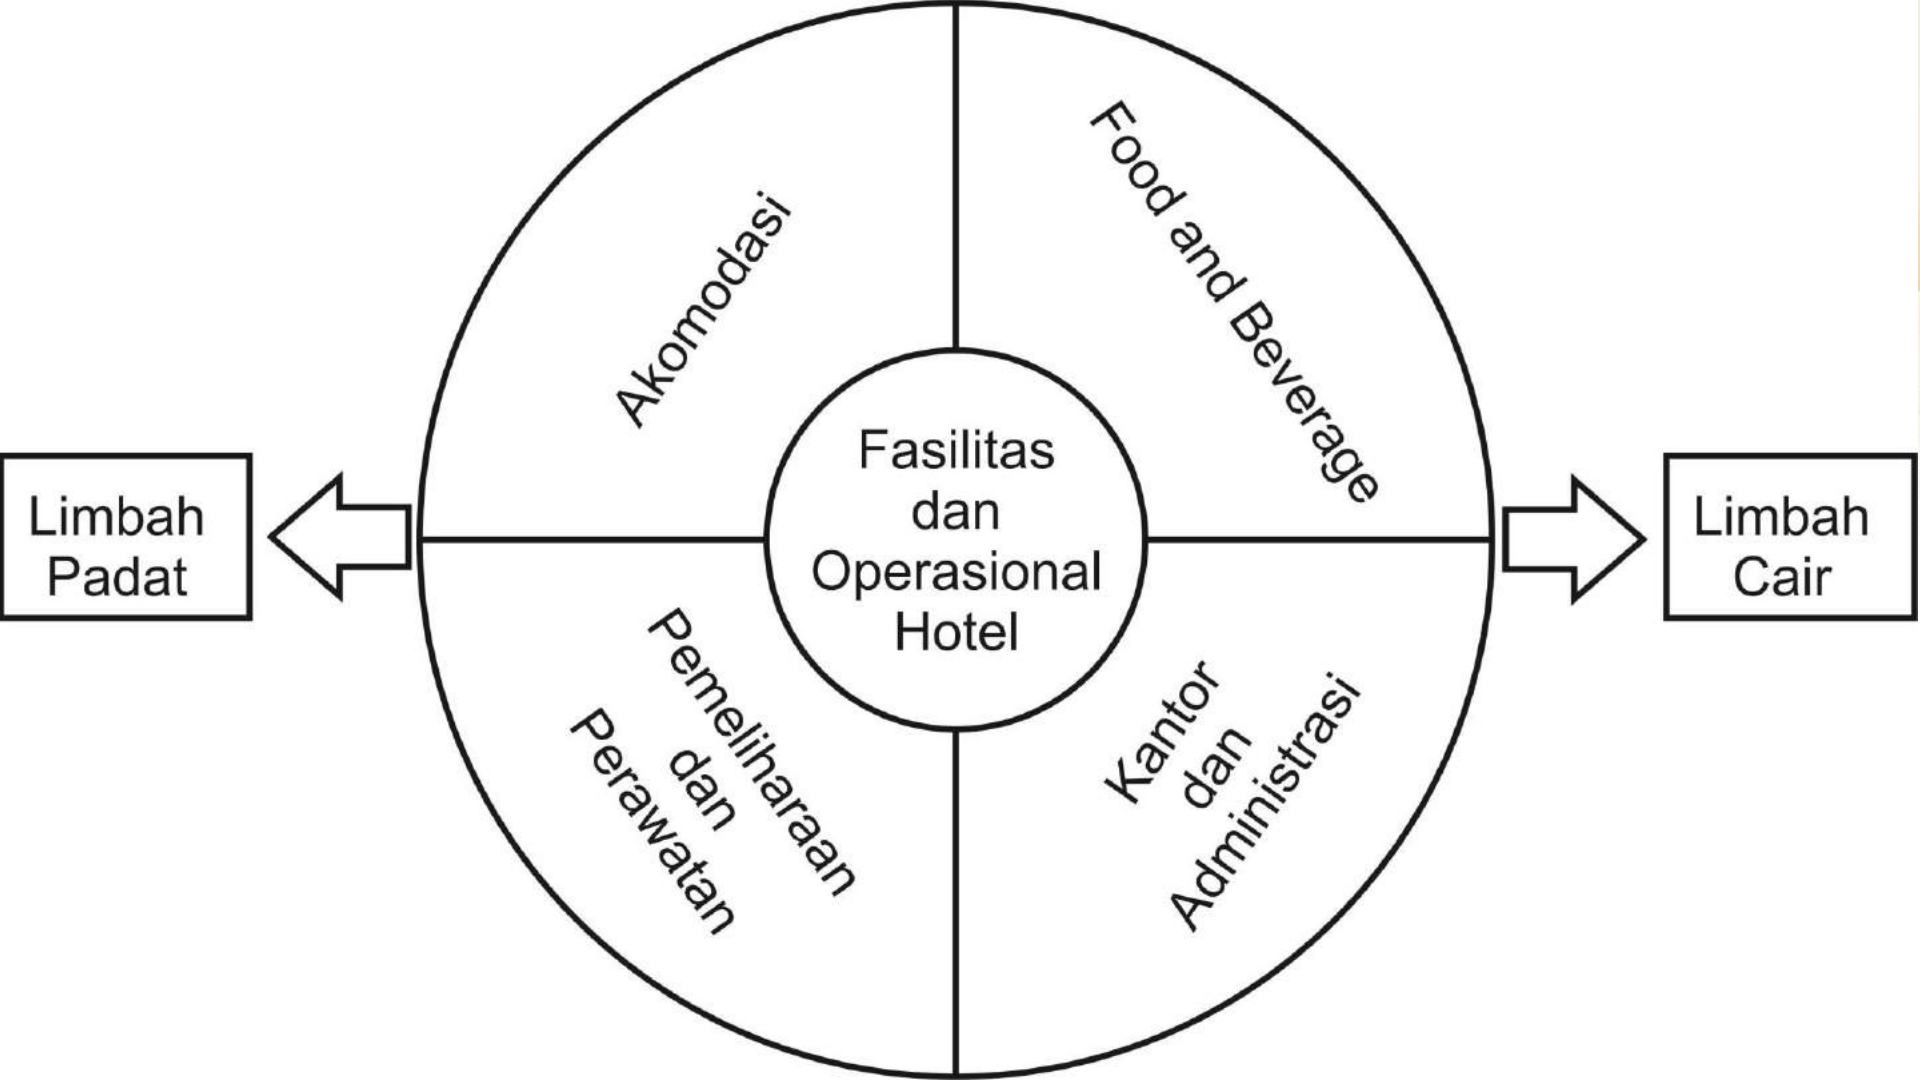 Akomodasi
Food and Beverage
Limbah
Padat
Fasilitas
dan
Operasional
Hotel
Limbah
Cair
Pemeliharaan
dan
Perawatan
Kantor
dan
Administrasi